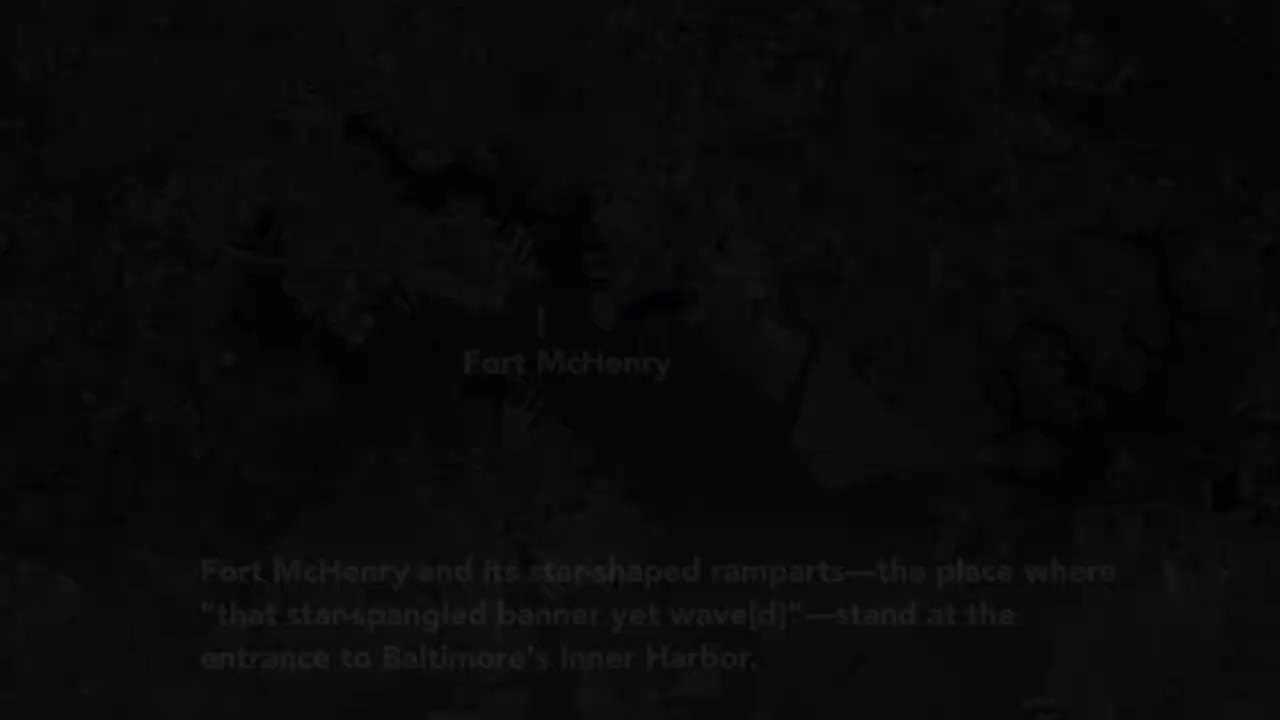 Fort McHenry
Fort McHenry and its star-shaped ramparts—the place where
"that star-spangled banner yet wave[d]"—stand at the
entrance to Baltimore's Inner Harbor.